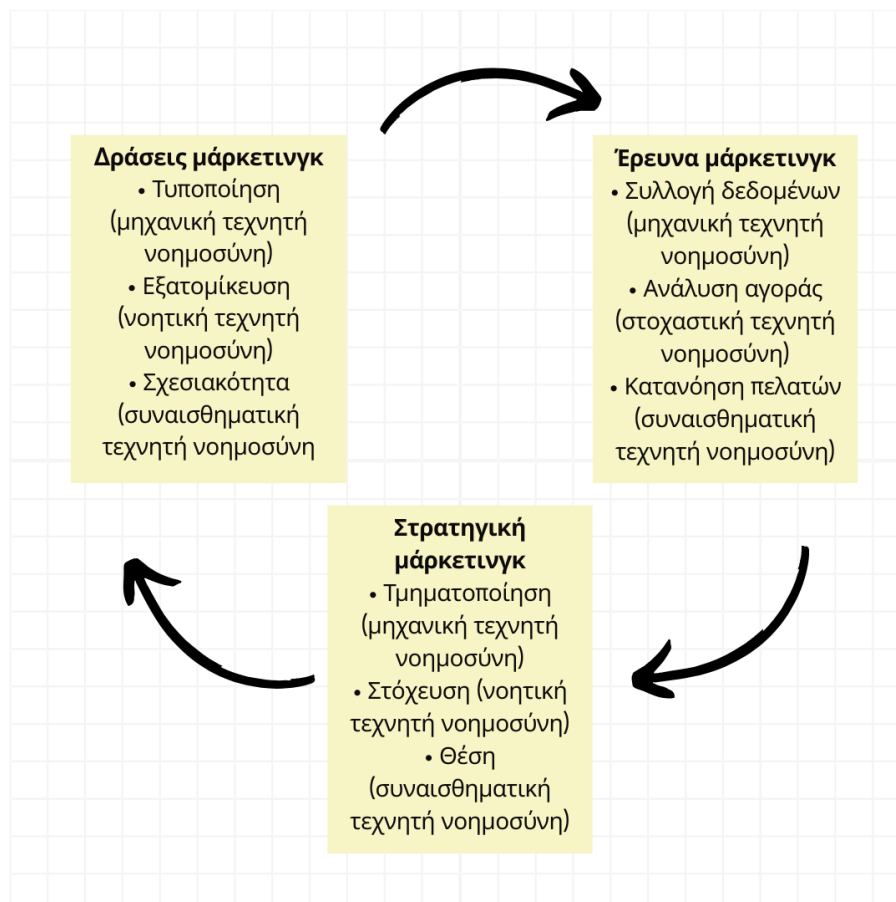 Δράσεις μάρκετινγκ
• Τυποποίηση
(μηχανική τεχνητή
νοημοσύνη)
• Εξατομίκευση
(νοητική τεχνητή
νοημοσύνη)
• Σχεσιακότητα
(συναισθηματική
τεχνητή νοημοσύνη
Έρευνα μάρκετινγκ
• Συλλογή δεδομένων
(μηχανική τεχνητή
νοημοσύνη)
• Ανάλυση αγοράς
(στοχαστική τεχνητή
νοημοσύνη)
• Κατανόηση πελατών
(συναισθηματική
τεχνητή νοημοσύνη)
Στρατηγική
μάρκετινγκ
• Τμηματοποίηση
(μηχανική τεχνητή
νοημοσύνη)
• Στόχευση (νοητική
τεχνητή νοημοσύνη)
• Θέση
(συναισθηματική
τεχνητή νοημοσύνη)